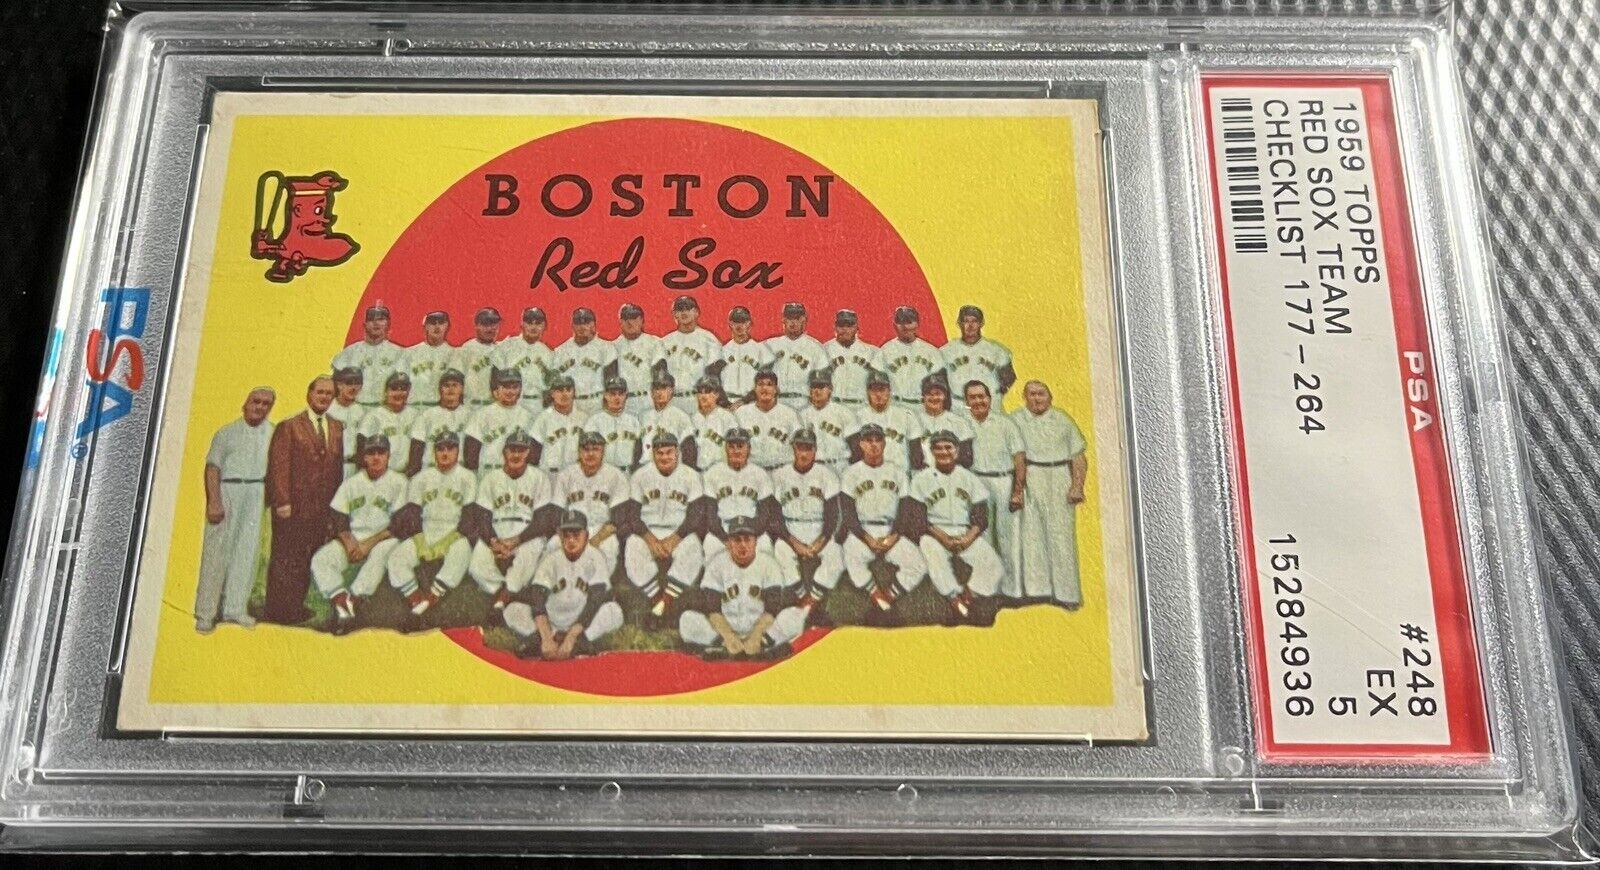 BOSTON
Red Sox
1959 TOPPS
#248
RED SOX TEAM
EX
CHECKLIST 177-264
5
15284936
PSA
PSA®